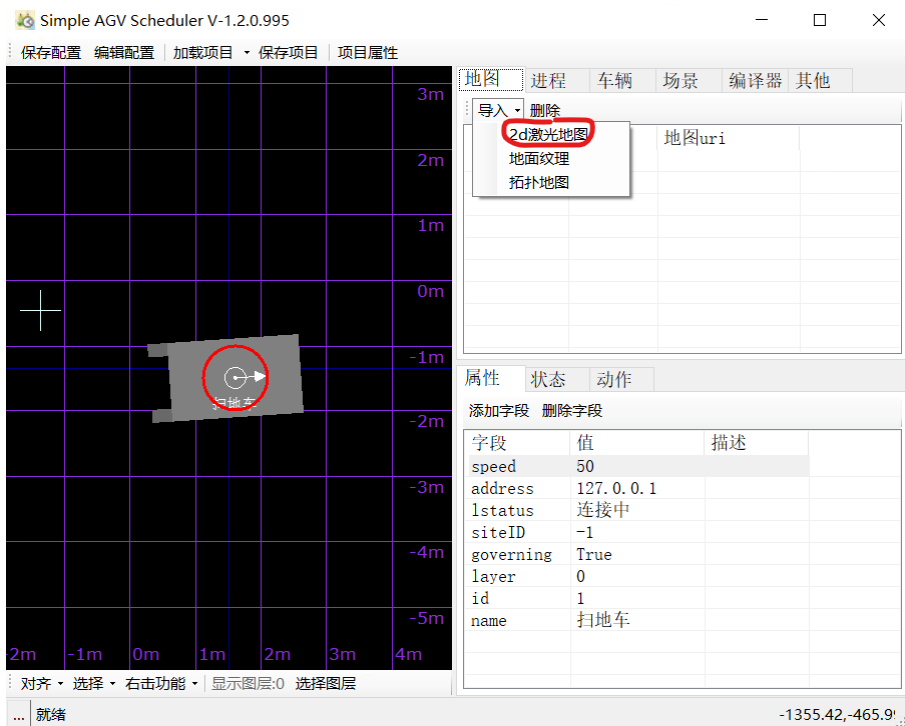 Simple AGV Scheduler V-1.2.0.995
保存配置 编辑配置 加载项目 保存项目 项目属性
地图 进程 车辆 场景 编译器 其他
导入 删除
2d激光地图
地面纹理
拓扑地图
地图uri
3m
2m
1m
0m
-1m
-2m
-3m
-4m
-5m
扫地车
2m -1m 0m 1m 2m 3m 4m
属性 状态 动作
添加字段 删除字段
字段 值 描述
speed 50
address 127.0.0.1
lstatus 连接中
siteID -1
governing True
layer 0
id 1
name 扫地车
对齐 选择 右击功能 显示图层:0 选择图层
... 就绪 -1355.42,-465.99